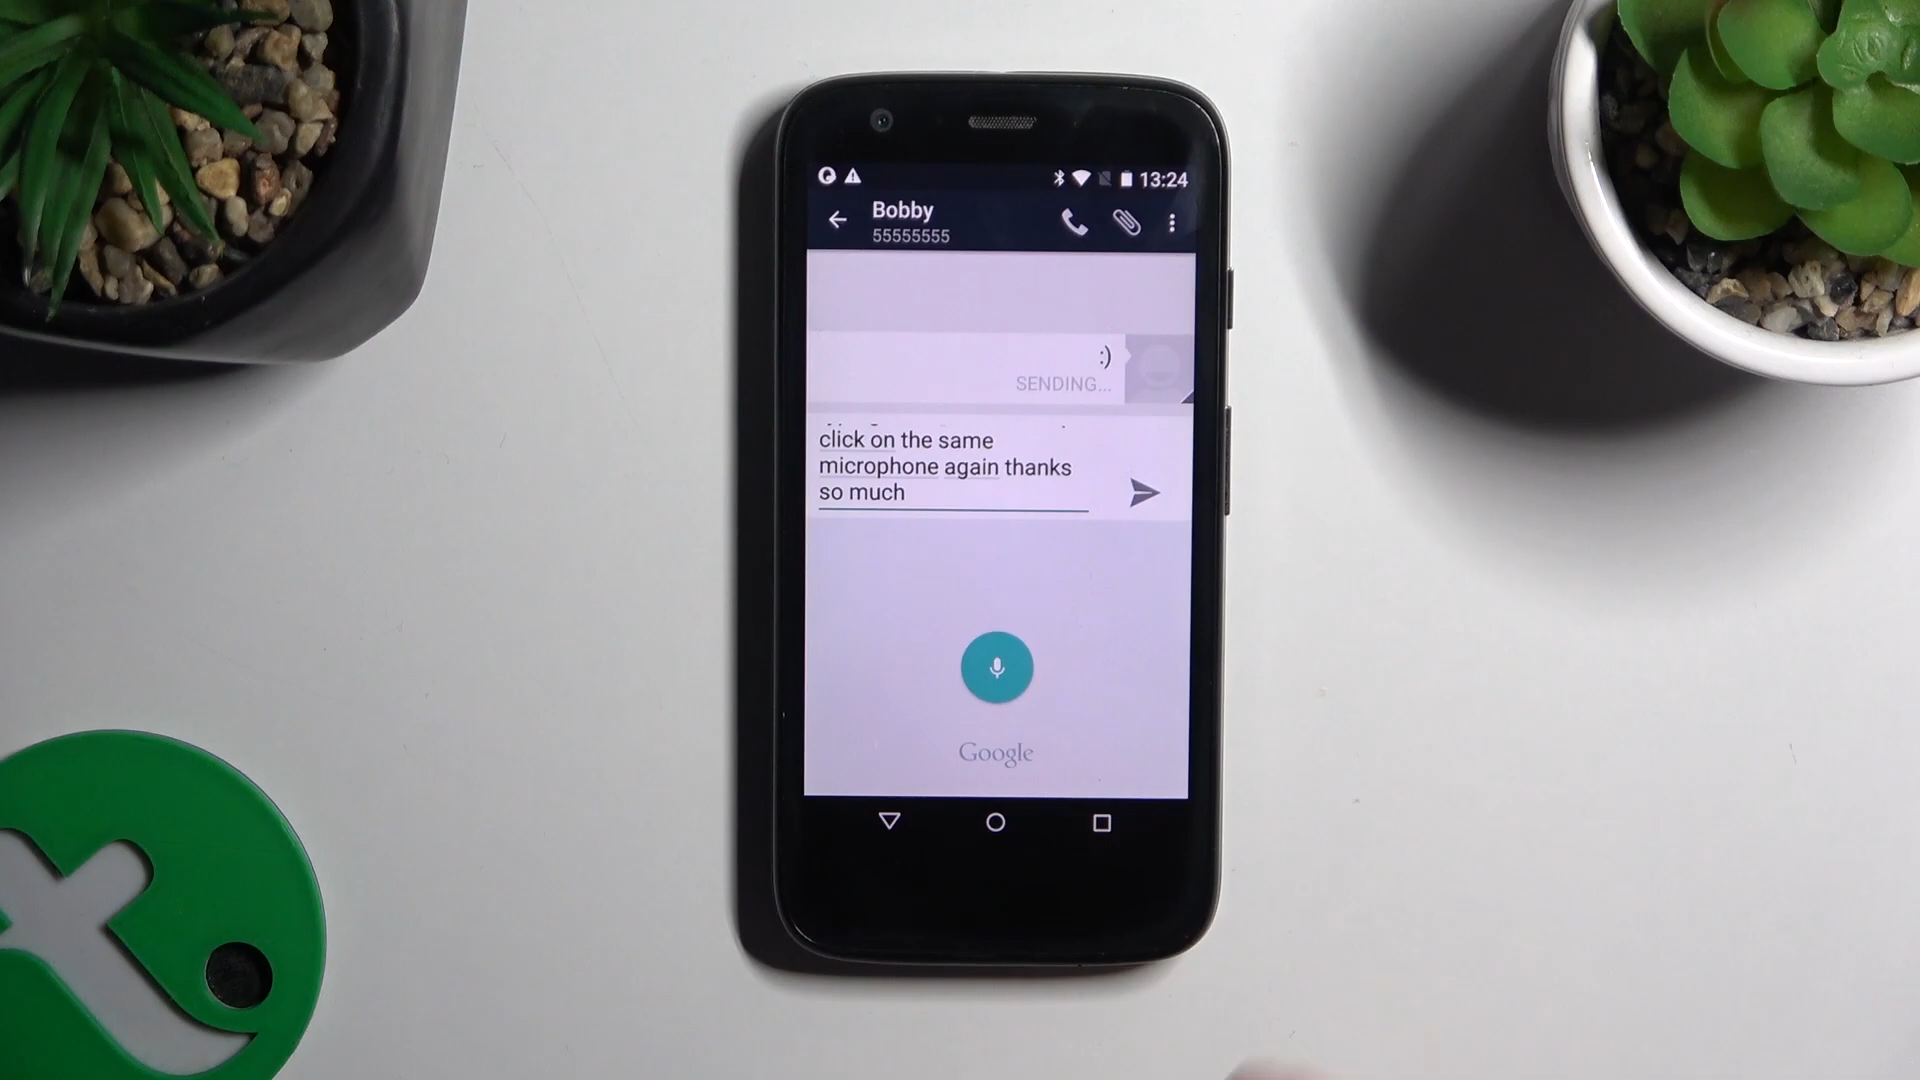 13:24
Bobby
55555555
:)
SENDING...
click on the same
microphone again thanks
so much
Google